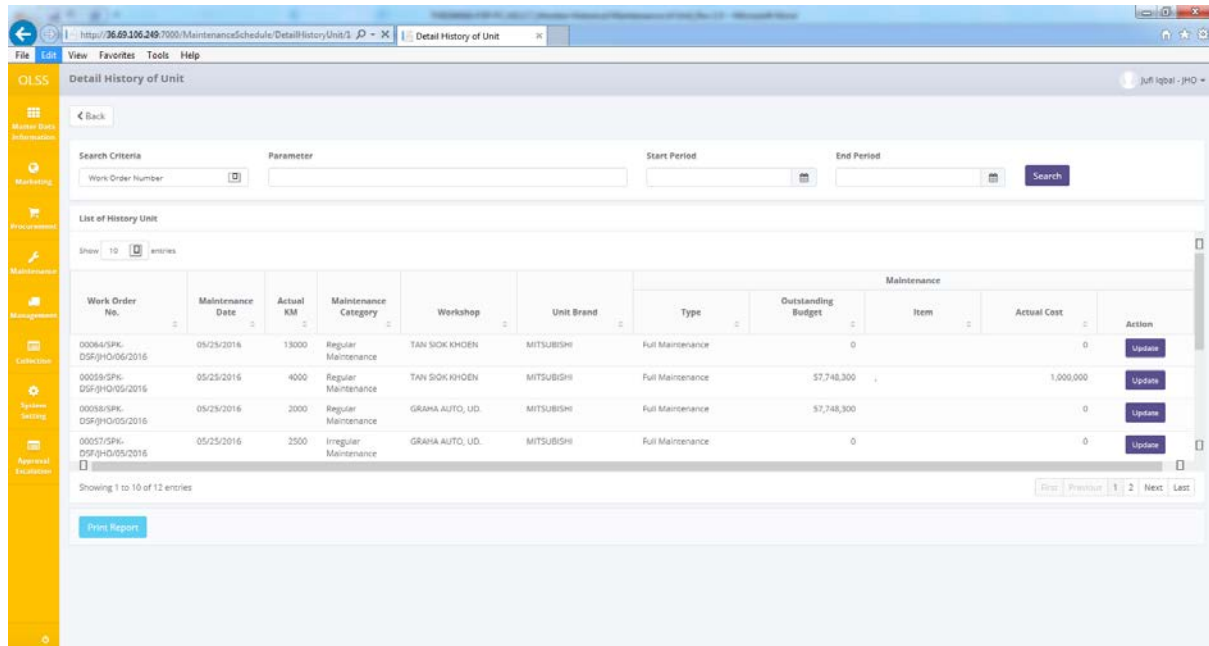 http://36.69.106.249:7000/MaintenanceSchedule/DetailHistoryUnit/1
Detail History of Unit
File Edit View Favorites Tools Help
OLSS
Detail History of Unit
Jufi Iqbal - JHO
Back
Master Data
Information
Marketing
Procurement
Maintenance
Management
Collection
System
Setting
Approval
Escalation
Search Criteria Parameter Start Period End Period
Work Order Number Search
List of History Unit
Show 10 entries
Maintenance
Work Order No. Maintenance Date Actual KM Maintenance Category Workshop Unit Brand Type Outstanding Budget Item Actual Cost Action
00064/SPK- 05/25/2016 13000 Regular TAN SIOK KHOEN MITSUBISHI Full Maintenance 0 0 Update
DSF/JHO/06/2016 Maintenance
00059/SPK- 05/25/2016 4000 Regular TAN SIOK KHOEN MITSUBISHI Full Maintenance 57,748,300 , 1,000,000 Update
DSF/JHO/05/2016 Maintenance
00058/SPK- 05/25/2016 2000 Regular GRAHA AUTO, UD. MITSUBISHI Full Maintenance 57,748,300 0 Update
DSF/JHO/05/2016 Maintenance
00057/SPK- 05/25/2016 2500 Irregular GRAHA AUTO, UD. MITSUBISHI Full Maintenance 0 0 Update
DSF/JHO/05/2016 Maintenance
Showing 1 to 10 of 12 entries
First Previous 1 2 Next Last
Print Report